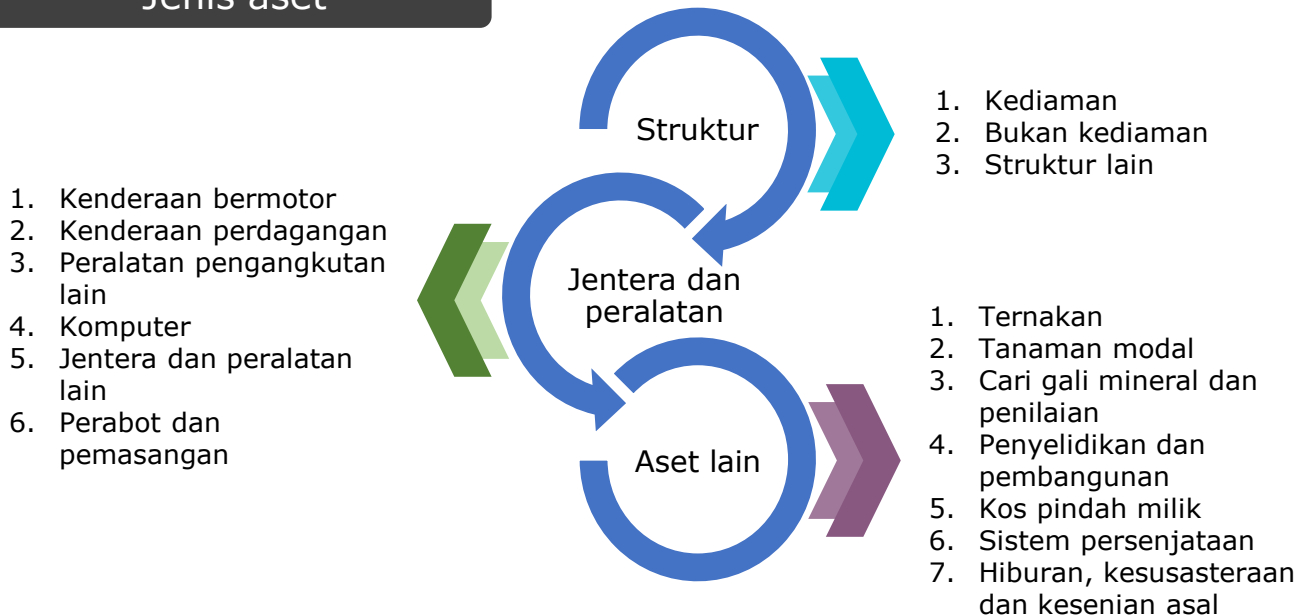 Jenis aset
Struktur
1. Kediaman
2. Bukan kediaman
3. Struktur lain
Jentera dan
peralatan
1. Kenderaan bermotor
2. Kenderaan perdagangan
3. Peralatan pengangkutan
lain
4. Komputer
5. Jentera dan peralatan
lain
6. Perabot dan
pemasangan
Aset lain
1. Ternakan
2. Tanaman modal
3. Cari gali mineral dan
penilaian
4. Penyelidikan dan
pembangunan
5. Kos pindah milik
6. Sistem persenjataan
7. Hiburan, kesusasteraan
dan kesenian asal